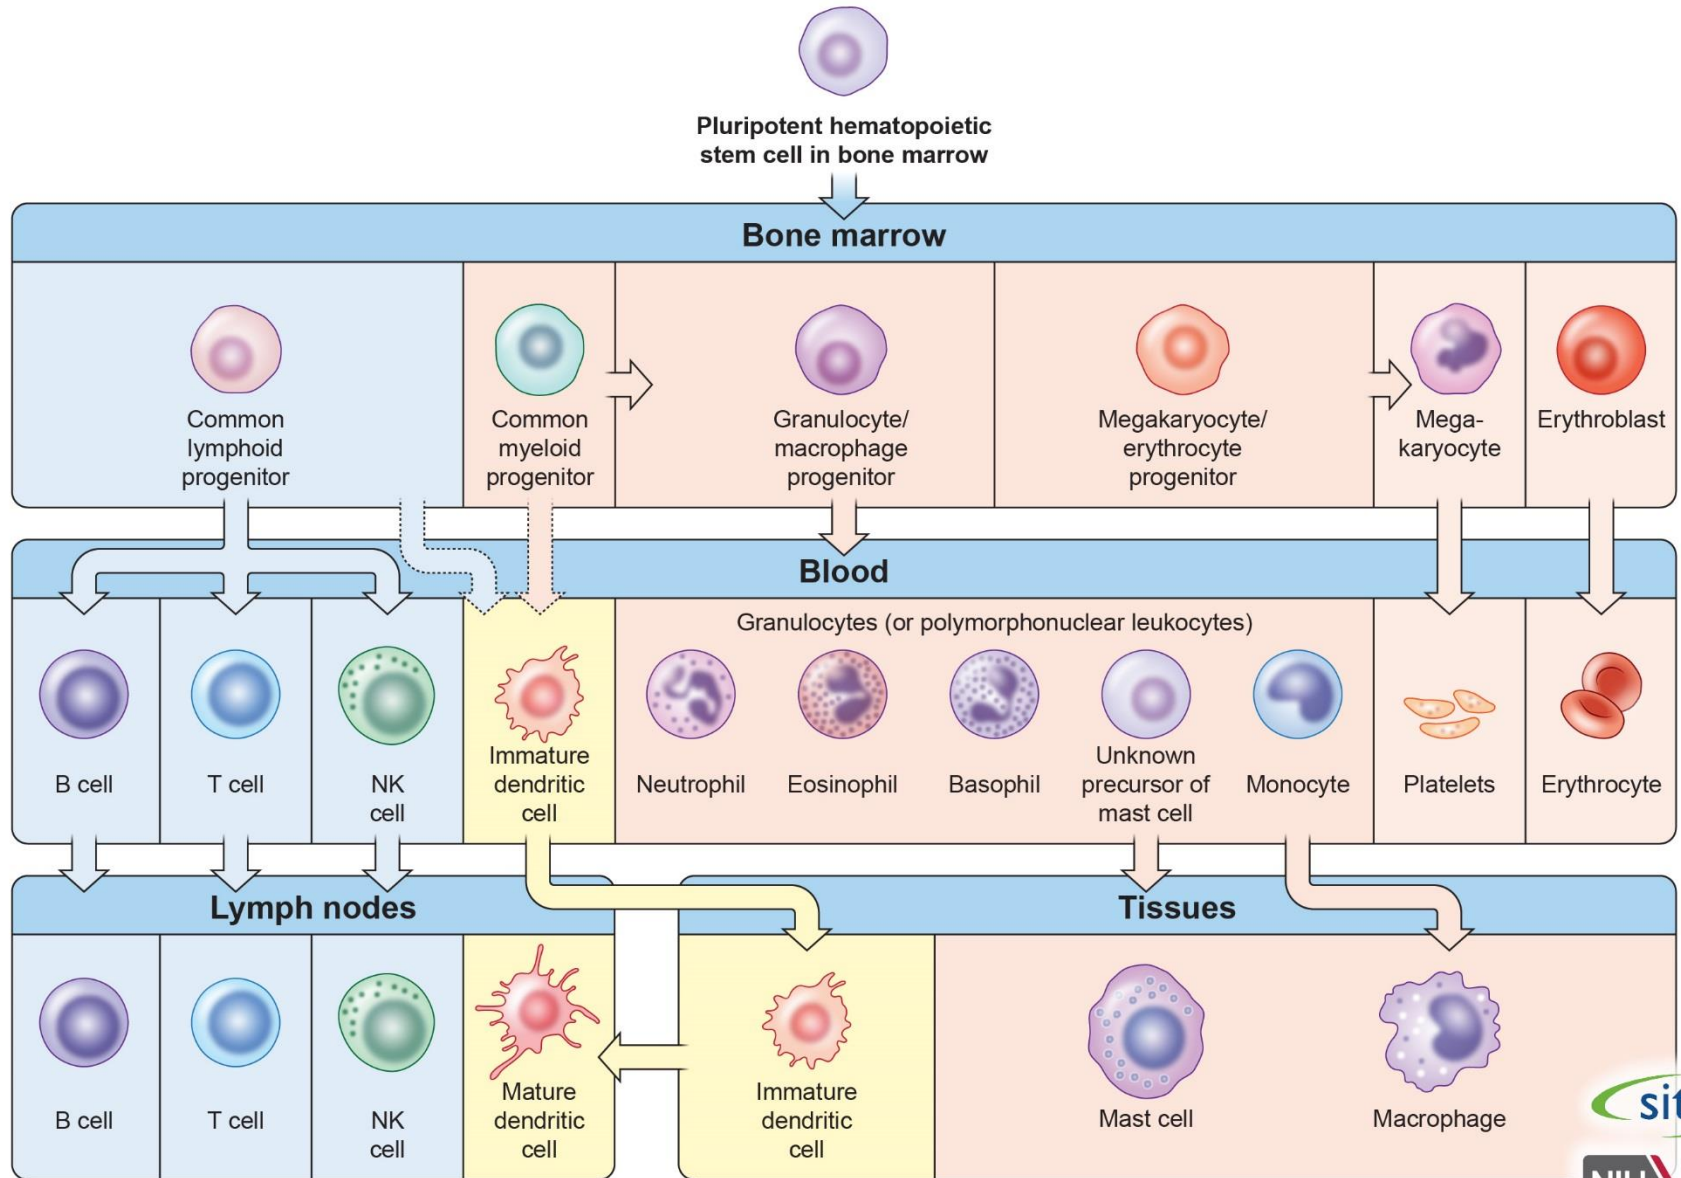 Pluripotent hematopoietic
stem cell in bone marrow
Bone marrow
Common
lymphoid
progenitor
Common
myeloid
progenitor
Granulocyte/
macrophage
progenitor
Megakaryocyte/
erythrocyte
progenitor
Mega-
karyocyte
Erythroblast
Blood
Granulocytes (or polymorphonuclear leukocytes)
B cell
T cell
NK
cell
Immature
dendritic
cell
Neutrophil
Eosinophil
Basophil
Unknown
precursor of
mast cell
Monocyte
Platelets
Erythrocyte
Lymph nodes
Tissues
B cell
T cell
NK
cell
Mature
dendritic
cell
Immature
dendritic
cell
Mast cell
Macrophage